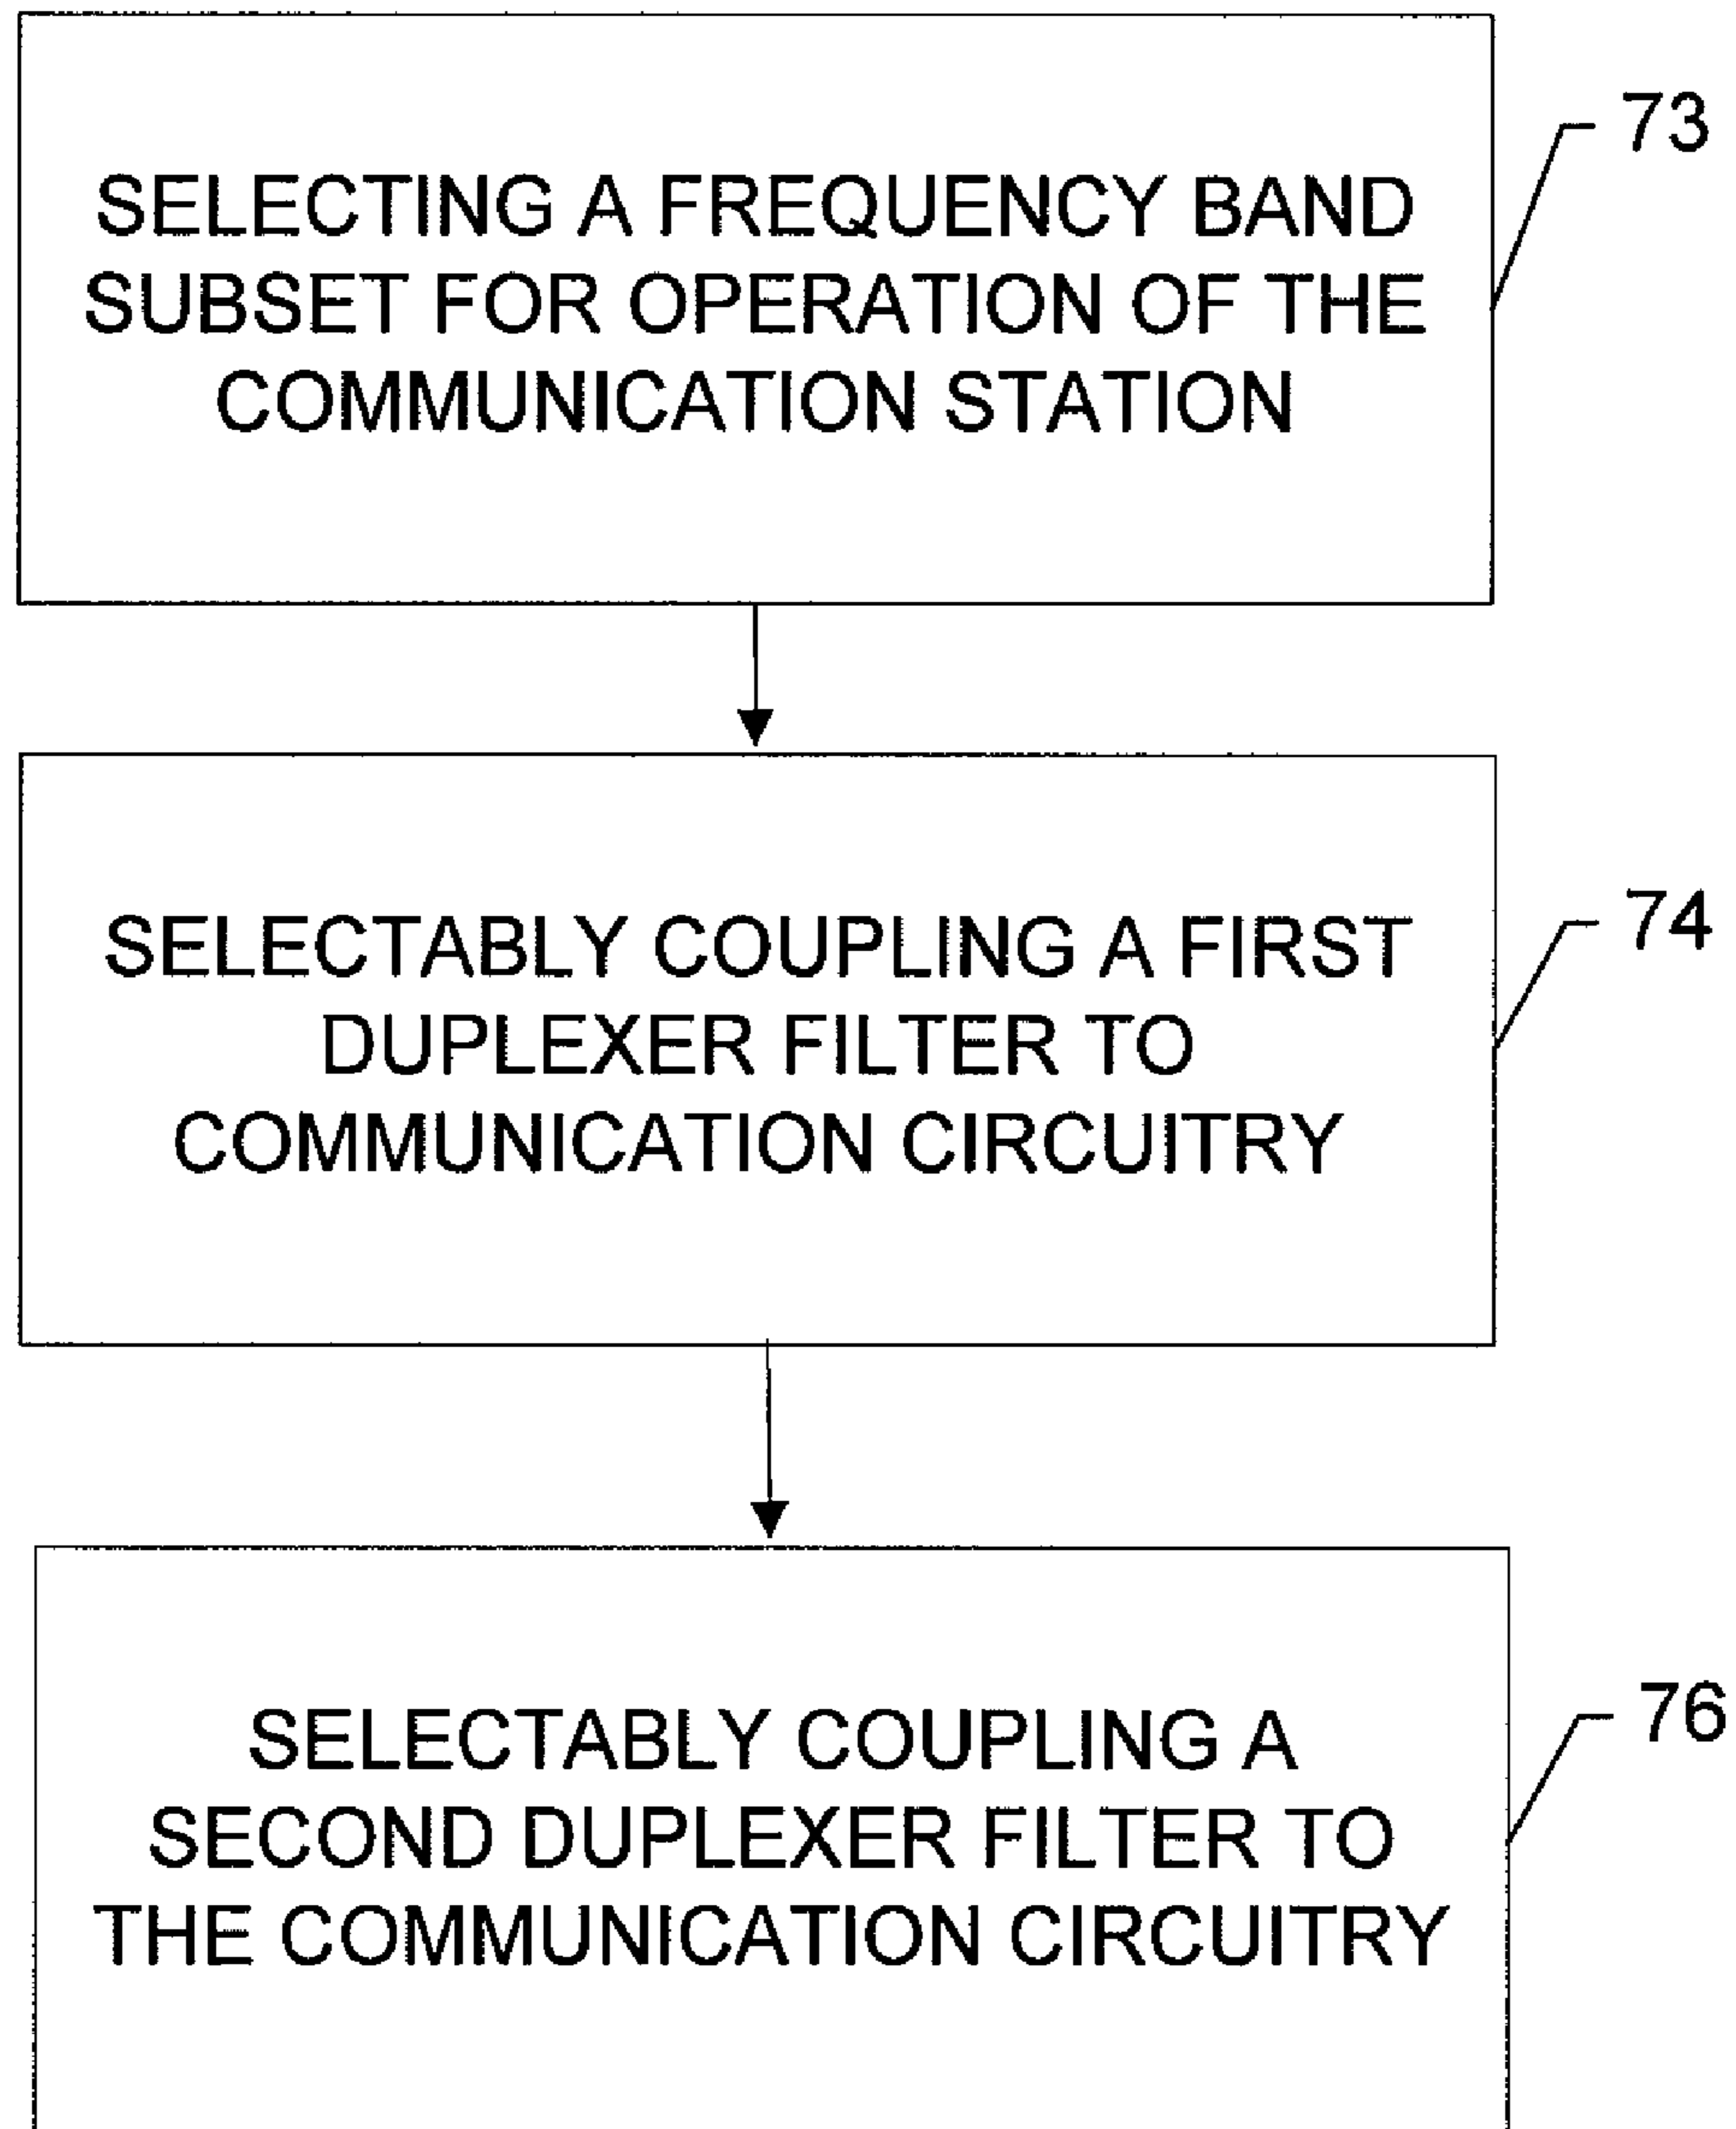 SELECTING A FREQUENCY BAND
SUBSET FOR OPERATION OF THE
COMMUNICATION STATION
73
SELECTABLY COUPLING A FIRST
DUPLEXER FILTER TO
COMMUNICATION CIRCUITRY
74
SELECTABLY COUPLING A
SECOND DUPLEXER FILTER TO
THE COMMUNICATION CIRCUITRY
76